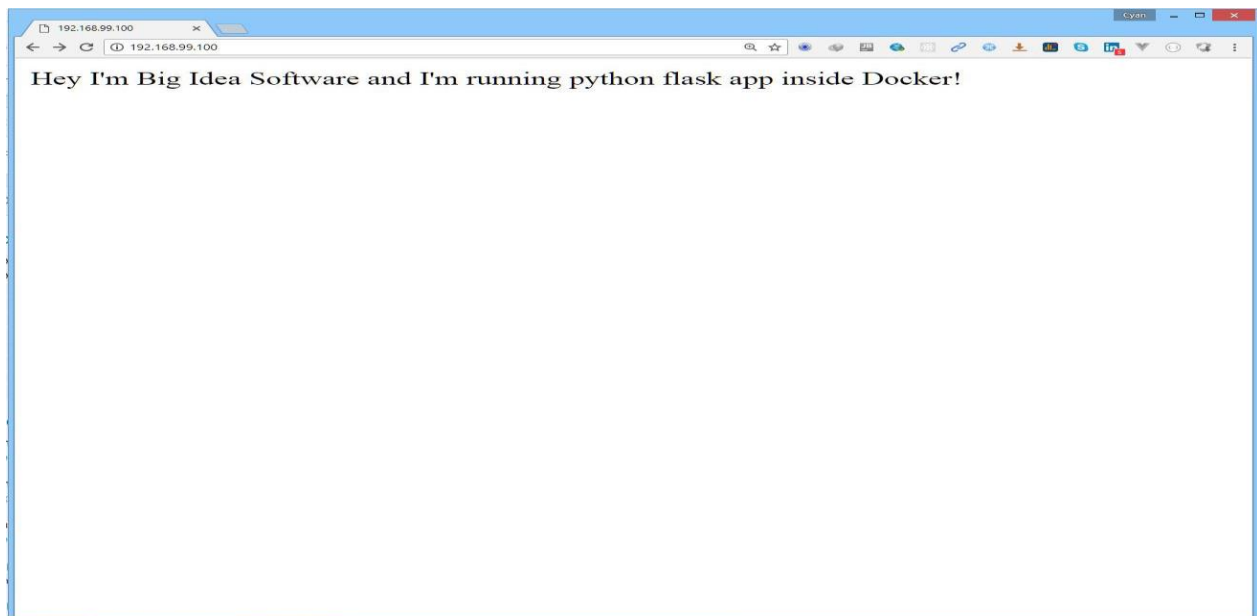 Cyan
192.168.99.100
192.168.99.100
Hey I'm Big Idea Software and I'm running python flask app inside Docker!